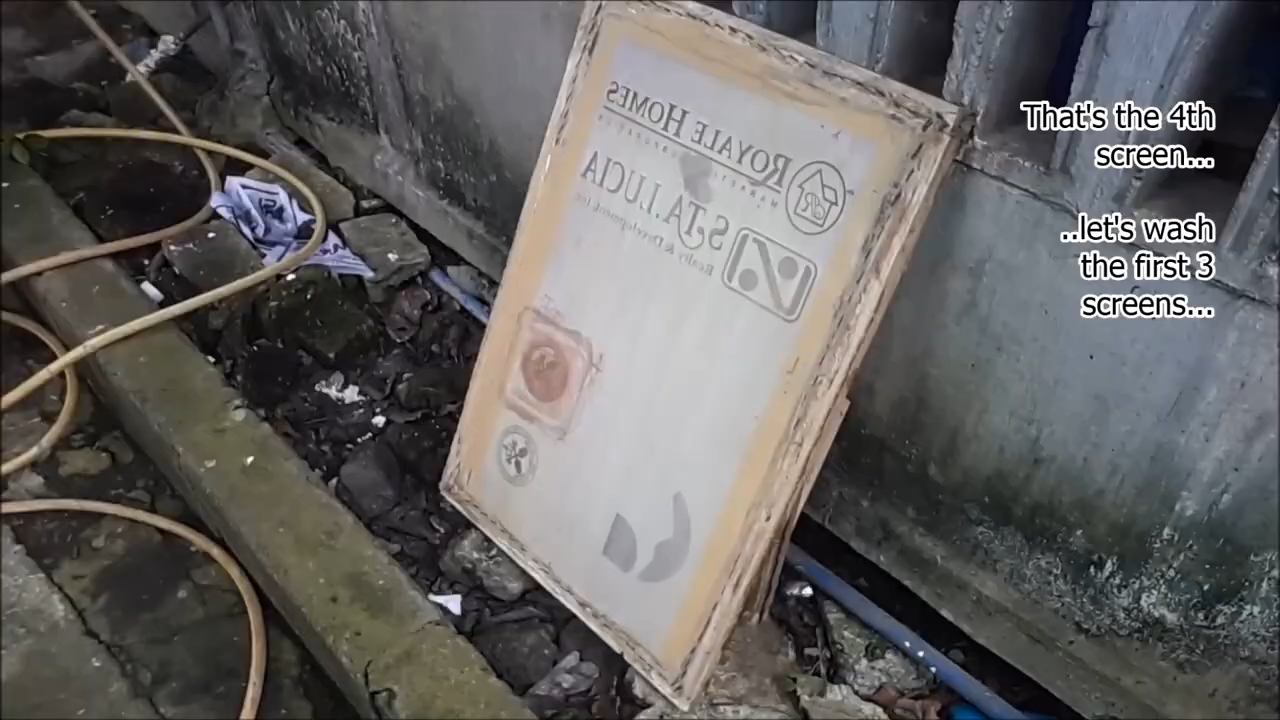 ROYALE HOMES
STA.LUCIA
Realty & Development, Inc.
That's the 4th
screen...
..let's wash
the first 3
screens...